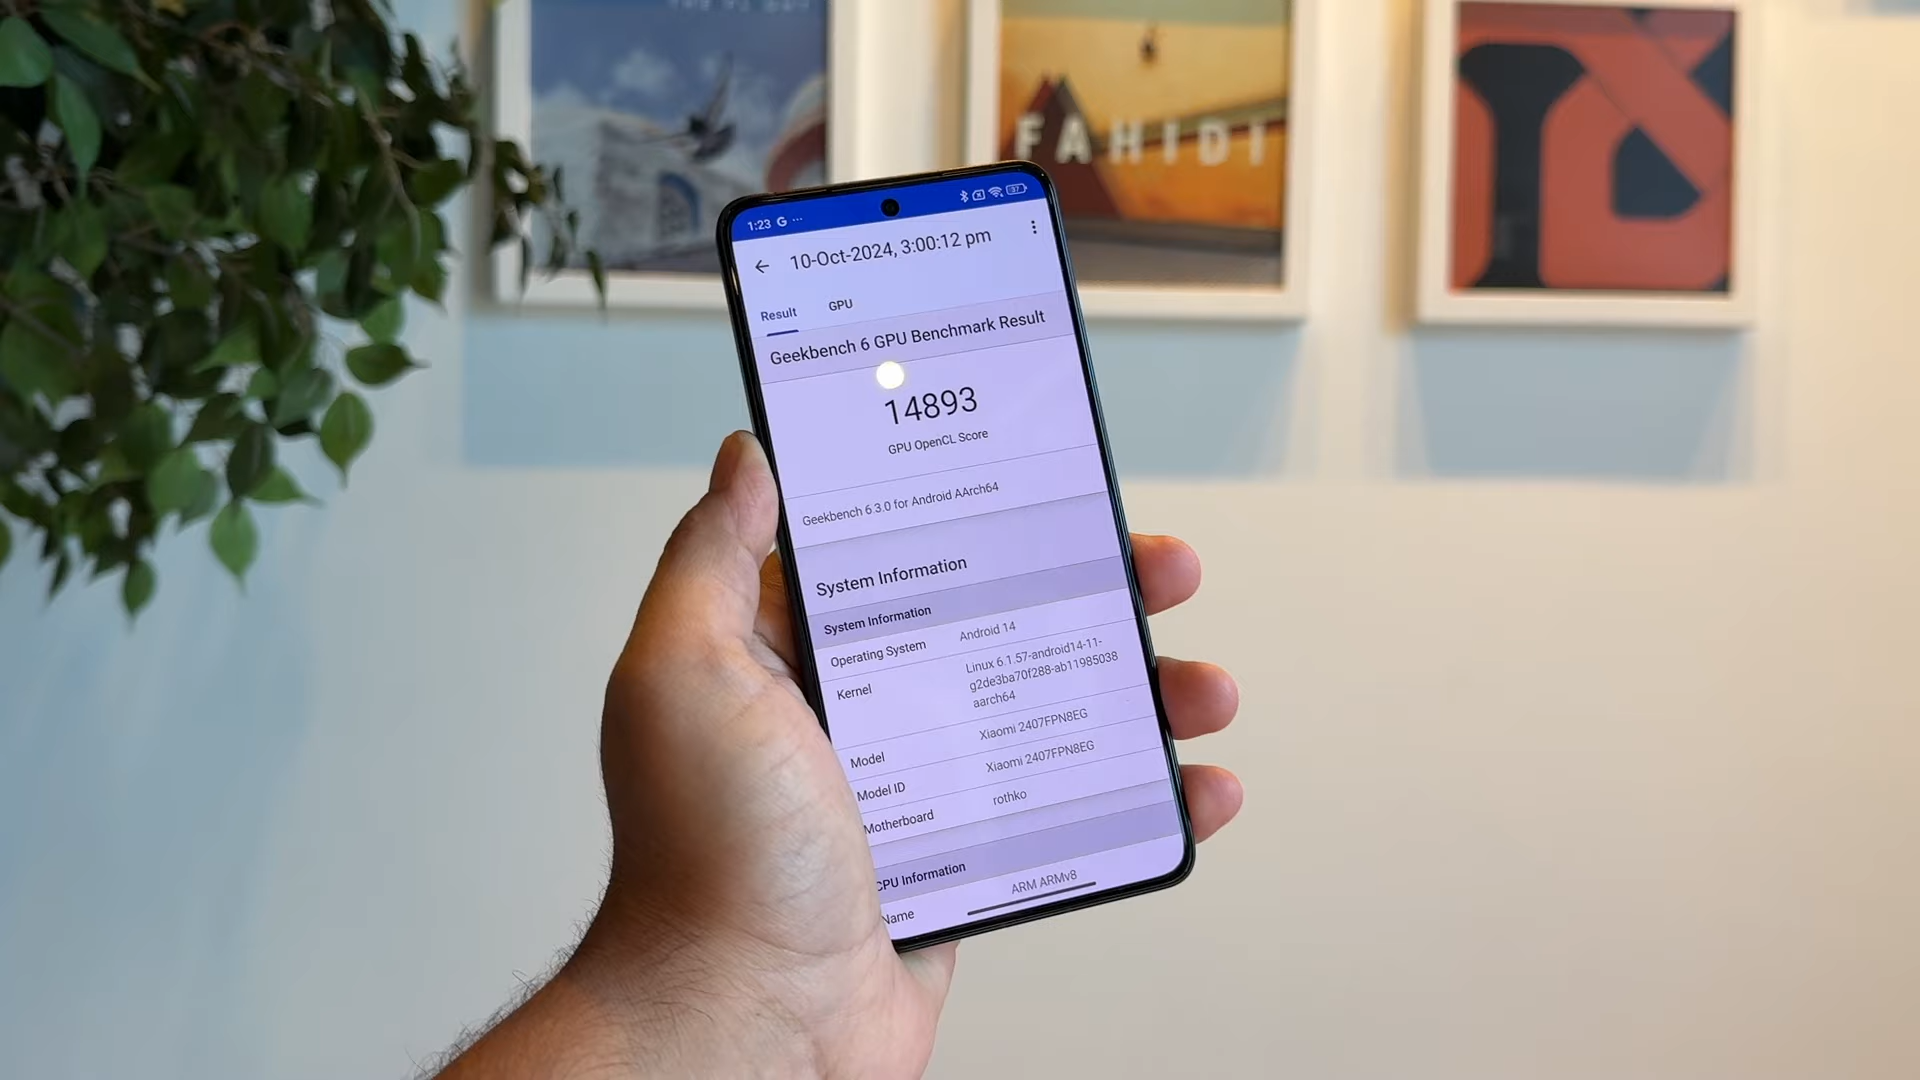 FAHIDI
1:23 G ...
37
10-Oct-2024, 3:00:12 pm
Result GPU
Geekbench 6 GPU Benchmark Result
14893
GPU OpenCL Score
Geekbench 6.3.0 for Android AArch64
System Information
System Information
Operating System Android 14
Kernel Linux 6.1.57-android14-11-
g2de3ba70f288-ab11985038
aarch64
Model Xiaomi 2407FPN8EG
Model ID Xiaomi 2407FPN8EG
Motherboard rothko
CPU Information
Name ARM ARMv8